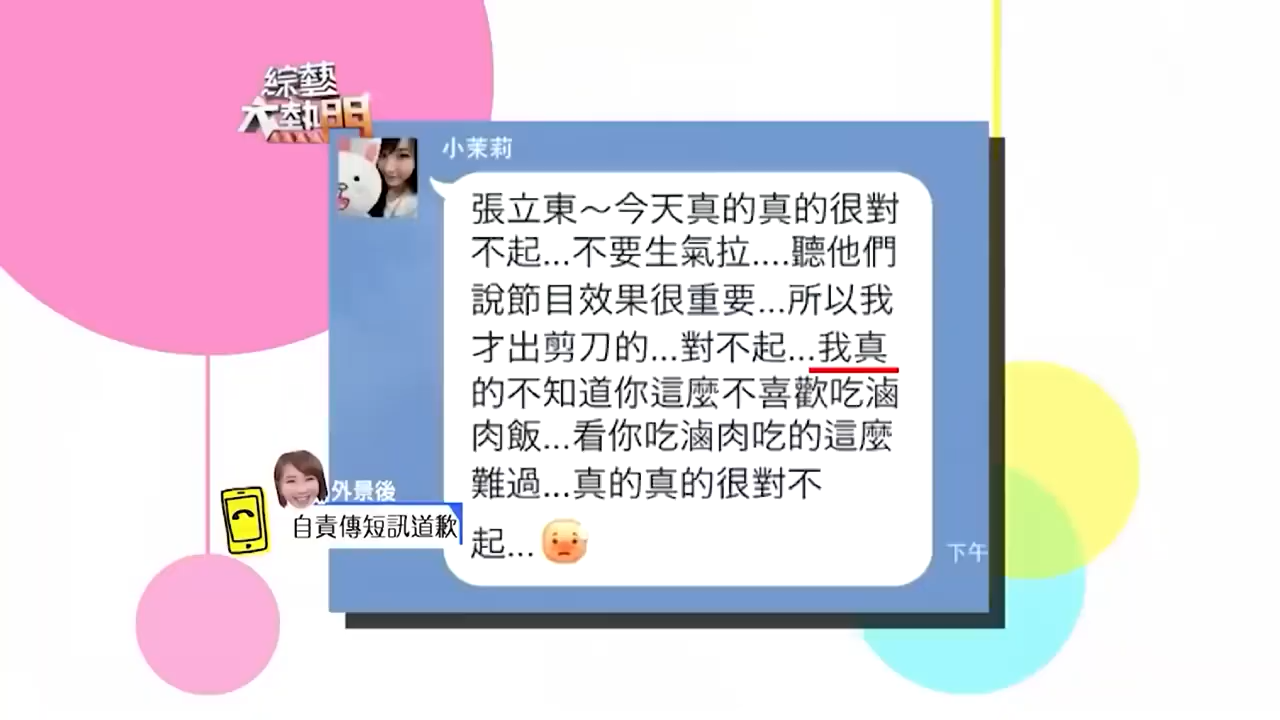 綜藝
大熱門
小茉莉
張立東～今天真的真的很對
不起...不要生氣拉....聽他們
說節目效果很重要...所以我
才出剪刀的...對不起...我真
的不知道你這麼不喜歡吃滷
肉飯...看你吃滷肉吃的這麼
難過...真的真的很對不
起...
下午
外景後
自責傳短訊道歉